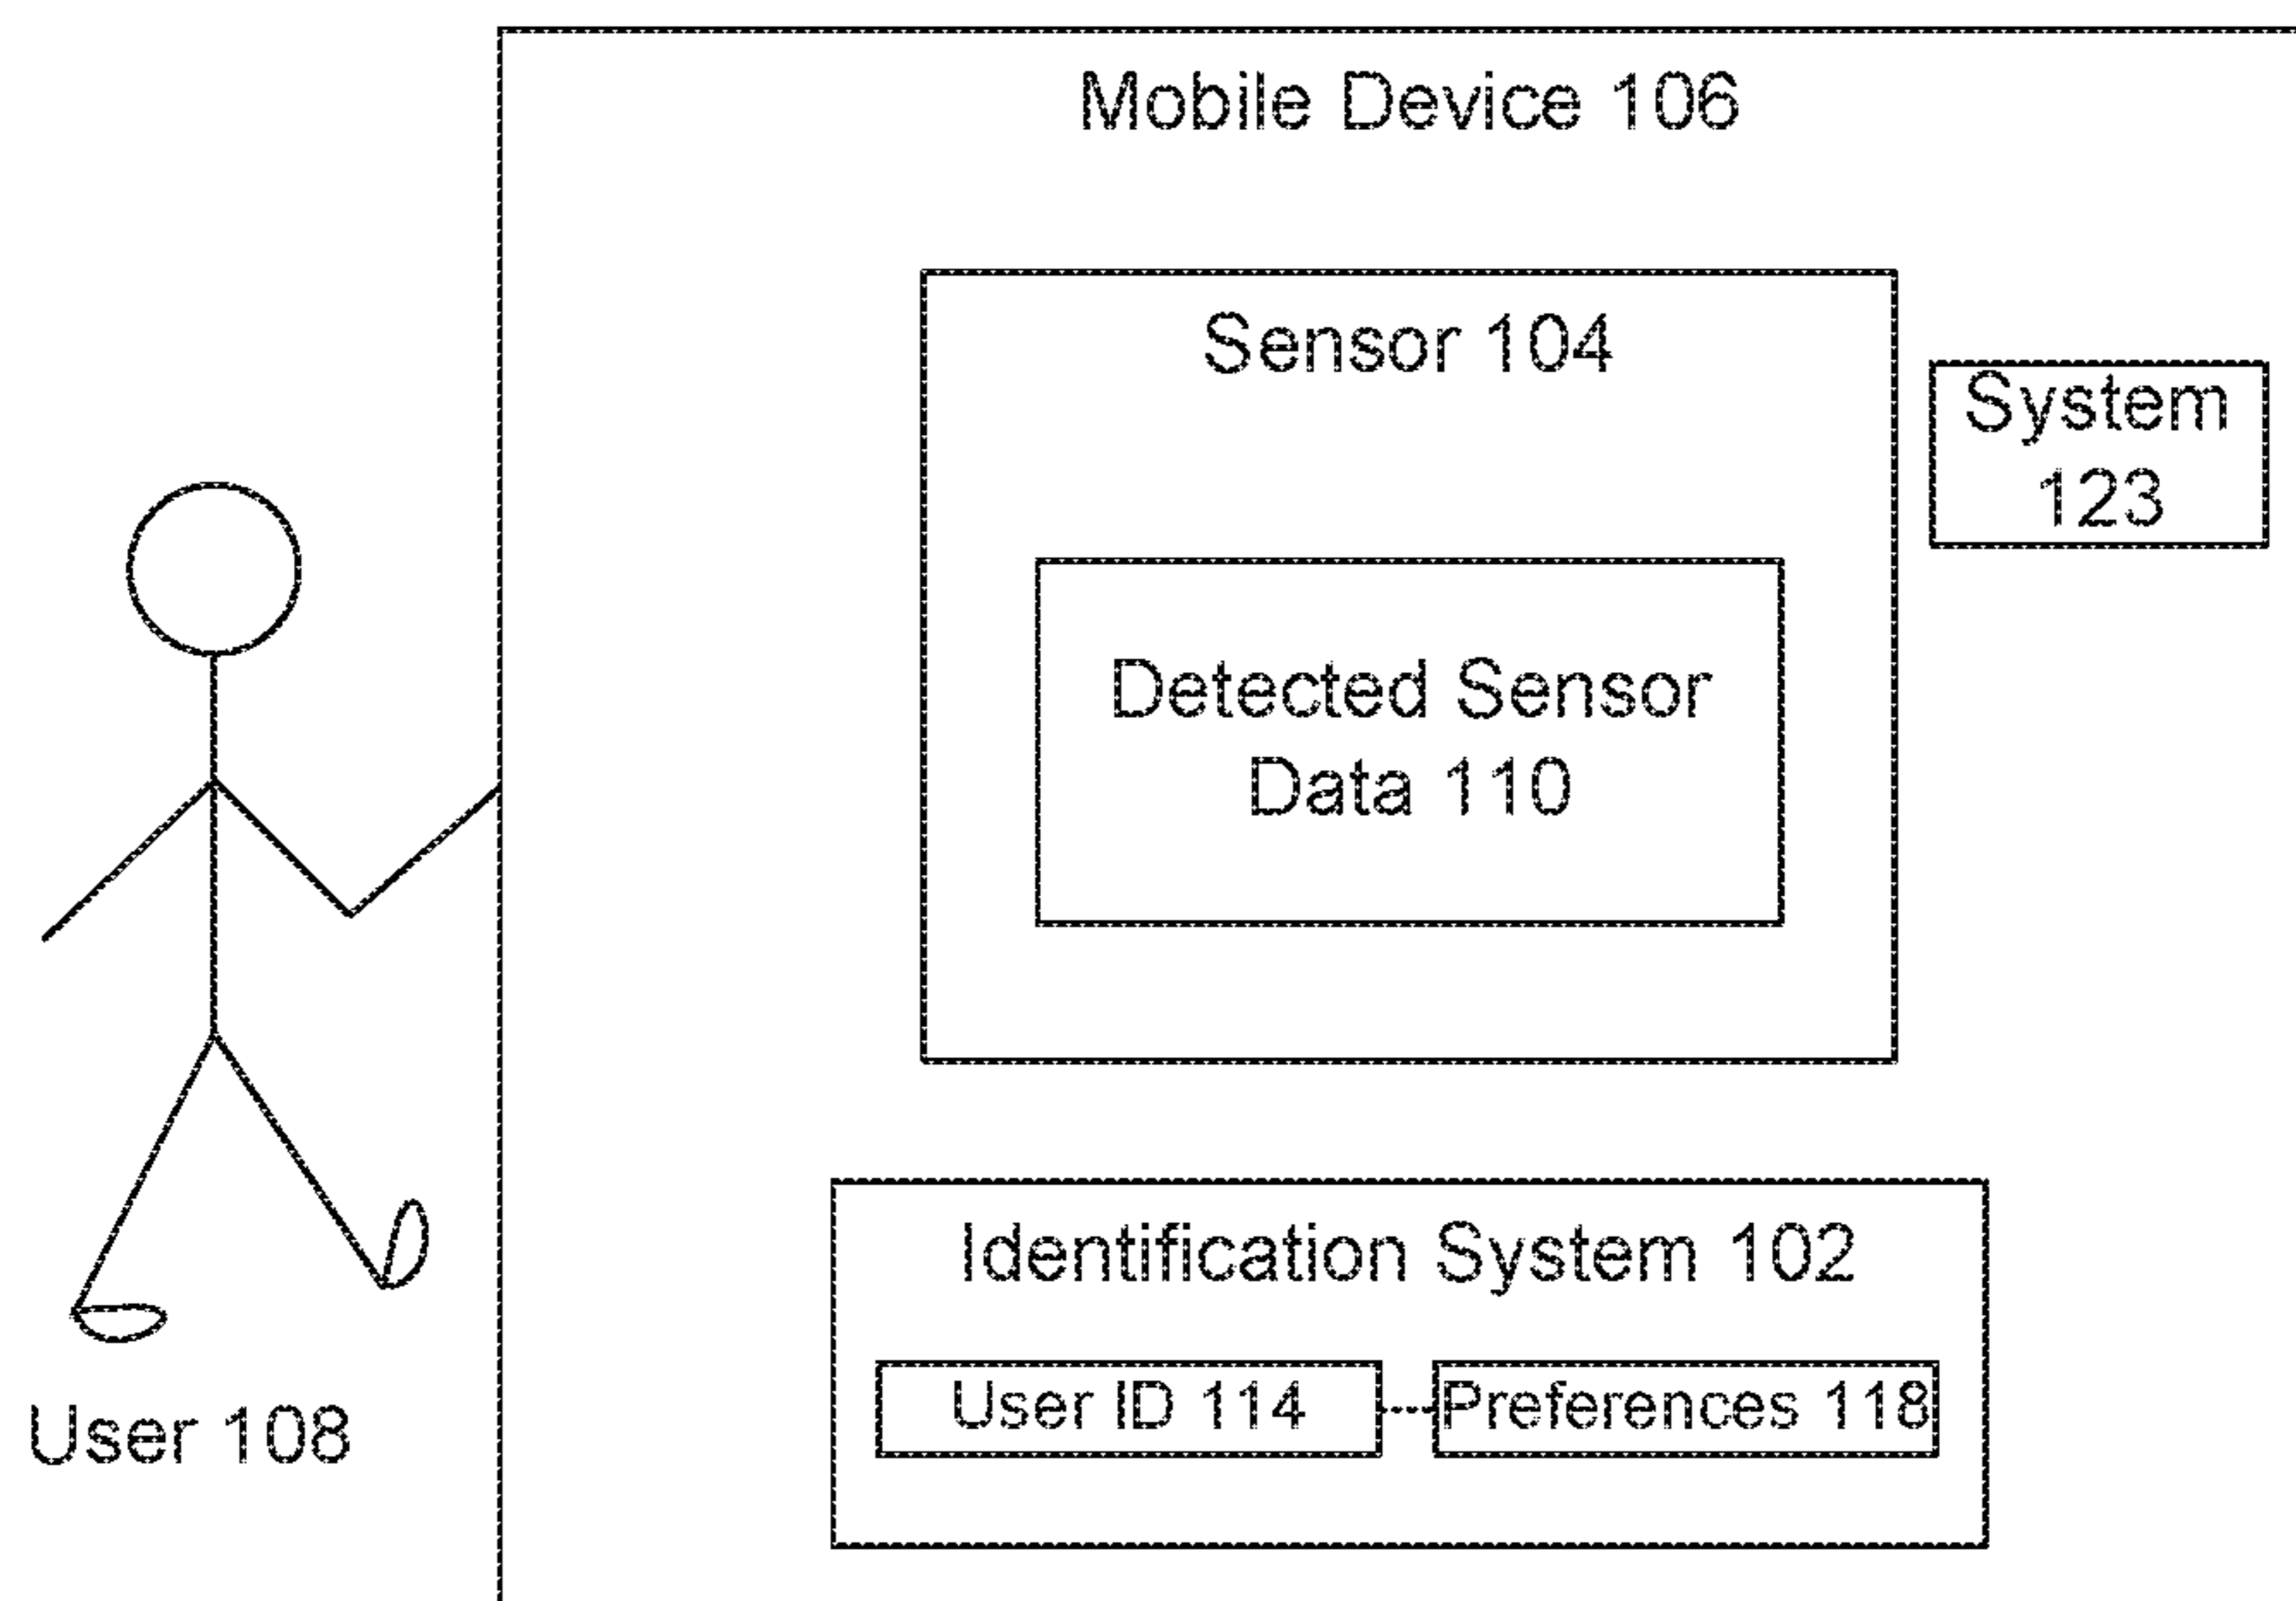 Mobile Device 106
Sensor 104
System
123
Detected Sensor
Data 110
Identification System 102
User ID 114
Preferences 118
User 108